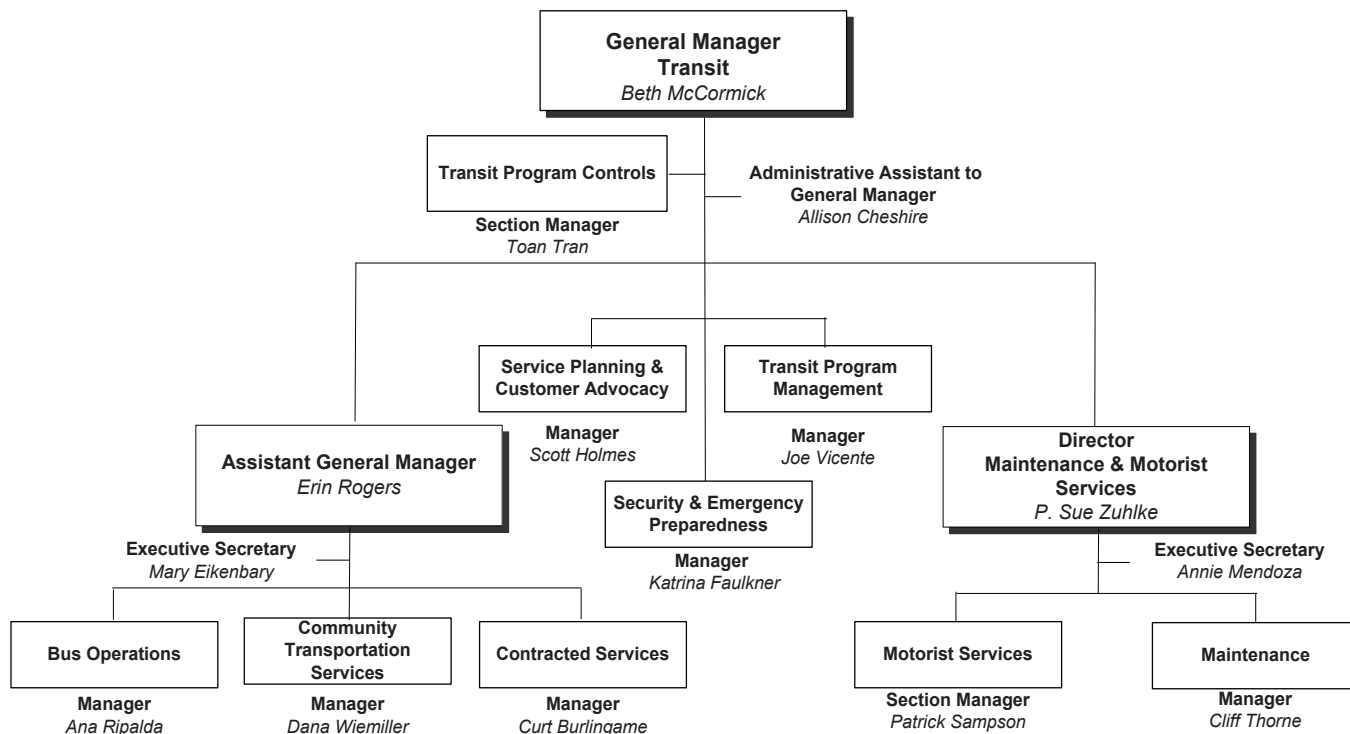 General Manager
Transit
Beth McCormick
Transit Program Controls
Section Manager
Toan Tran
Administrative Assistant to
General Manager
Allison Cheshire
Service Planning &
Customer Advocacy
Manager
Scott Holmes
Transit Program
Management
Manager
Joe Vicente
Assistant General Manager
Erin Rogers
Security & Emergency
Preparedness
Manager
Katrina Faulkner
Director
Maintenance & Motorist
Services
P. Sue Zuhlke
Executive Secretary
Mary Eikenbary
Executive Secretary
Annie Mendoza
Bus Operations
Manager
Ana Ripalda
Community
Transportation
Services
Manager
Dana Wiemiller
Contracted Services
Manager
Curt Burlingame
Motorist Services
Section Manager
Patrick Sampson
Maintenance
Manager
Cliff Thorne